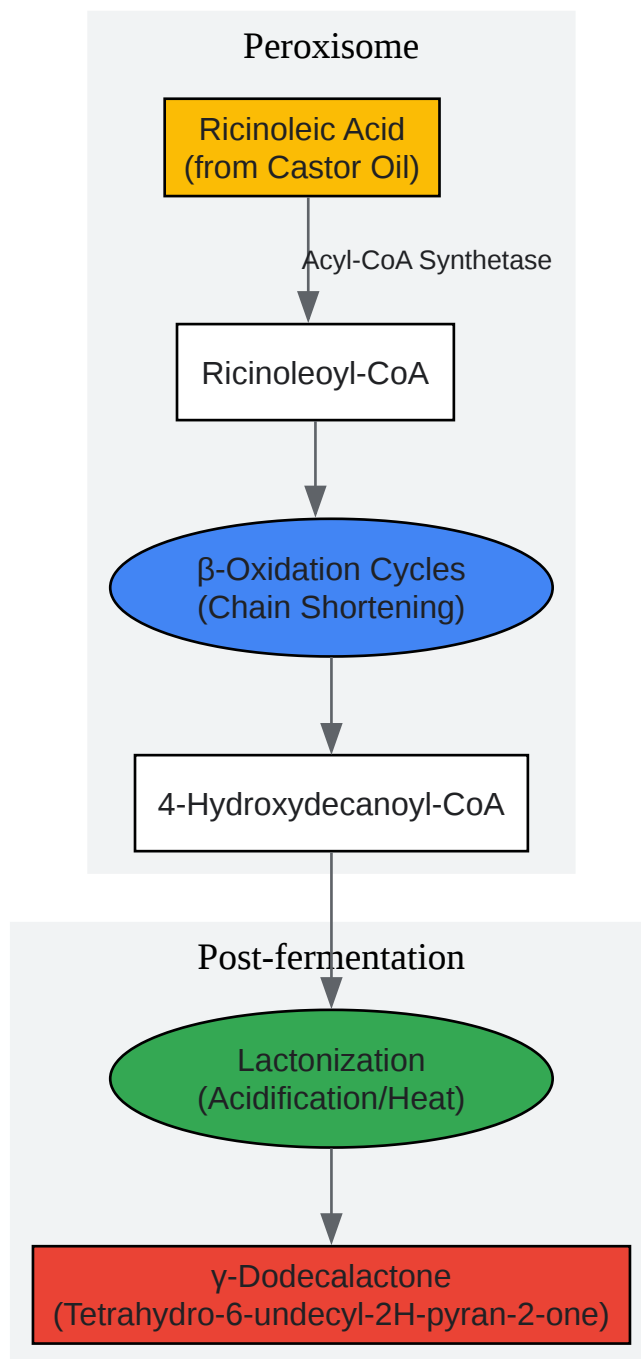 Peroxisome
Ricinoleic Acid
(from Castor Oil)
Acyl-CoA Synthetase
Ricinoleoyl-CoA
β-Oxidation Cycles
(Chain Shortening)
4-Hydroxydecanoyl-CoA
Post-fermentation
Lactonization
(Acidification/Heat)
γ-Dodecalactone
(Tetrahydro-6-undecyl-2H-pyran-2-one)